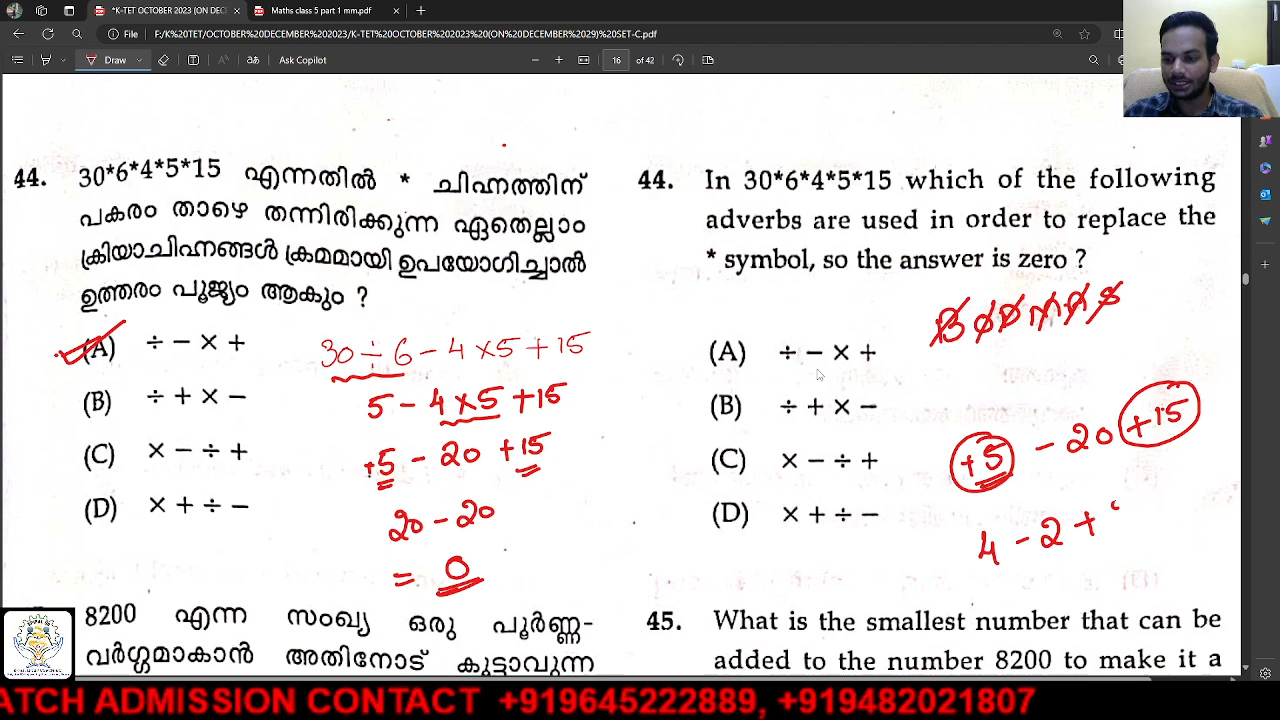 *K-TET OCTOBER 2023 (ON DEC
Maths class 5 part 1 mm.pdf
File
F:/K%20TET/OCTOBER%20DECEMBER%202023/K-TET%20OCTOBER%202023%20(ON%20DECEMBER%2029)%20SET-C.pdf
Draw
Ask Copilot
16
of 42
44. 30*6*4*5*15 എന്നതിൽ * ചിഹ്നത്തിന്
പകരം താഴെ തന്നിരിക്കുന്ന ഏതെല്ലാം
ക്രിയാചിഹ്നങ്ങൾ ക്രമമായി ഉപയോഗിച്ചാൽ
ഉത്തരം പൂജ്യം ആകും ?
(A) ÷ − × +
(B) ÷ + × −
(C) × − ÷ +
(D) × + ÷ −
30 ÷ 6 − 4 × 5 + 15
5 − 4 × 5 + 15
+5 − 20 + 15
20 − 20
= 0
8200 എന്ന സംഖ്യ ഒരു പൂർണ്ണ-
വർഗ്ഗമാകാൻ അതിനോട് കൂട്ടാവുന്ന
44. In 30*6*4*5*15 which of the following
adverbs are used in order to replace the
* symbol, so the answer is zero ?
(A) ÷ − × +
(B) ÷ + × −
(C) × − ÷ +
(D) × + ÷ −
+5 − 20 +15
4 − 2 +
45. What is the smallest number that can be
added to the number 8200 to make it a
ATCH ADMISSION CONTACT +919645222889, +919482021807